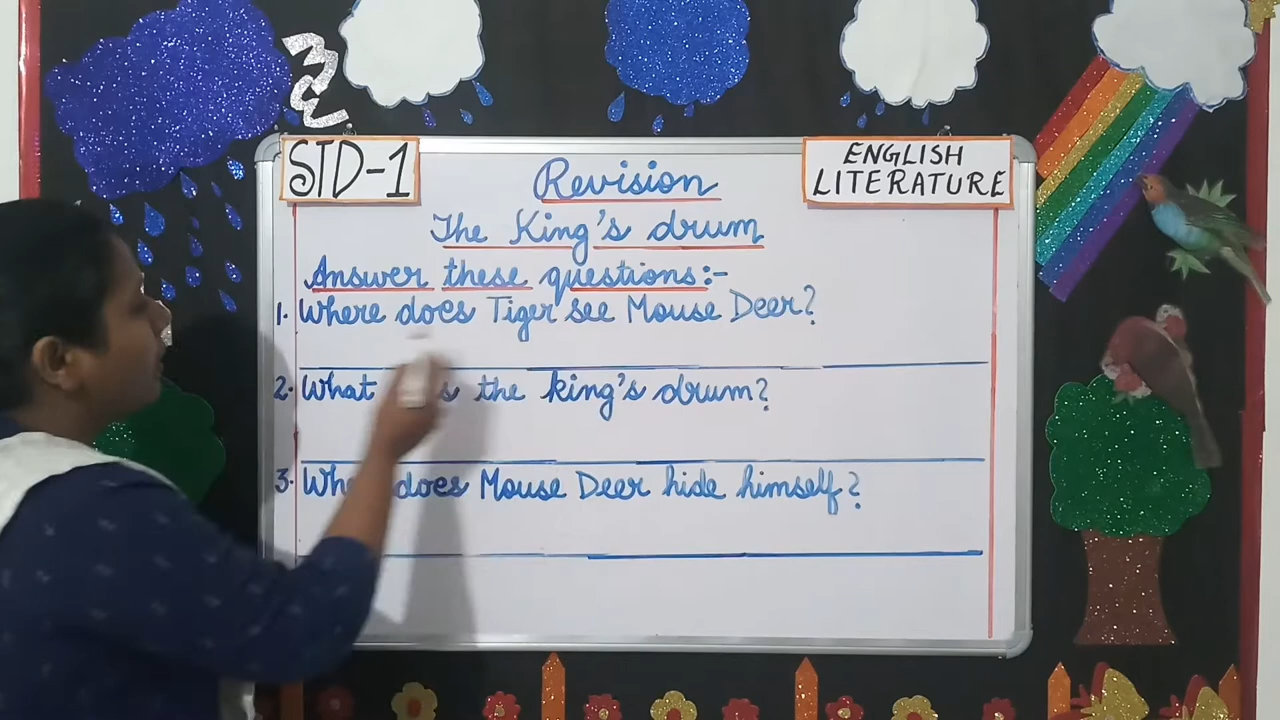 STD-1
ENGLISH
LITERATURE
Revision
The King's drum
Answer these questions:-
1. Where does Tiger see Mouse Deer?
2. What the king's drum?
3. does Mouse Deer hide himself?